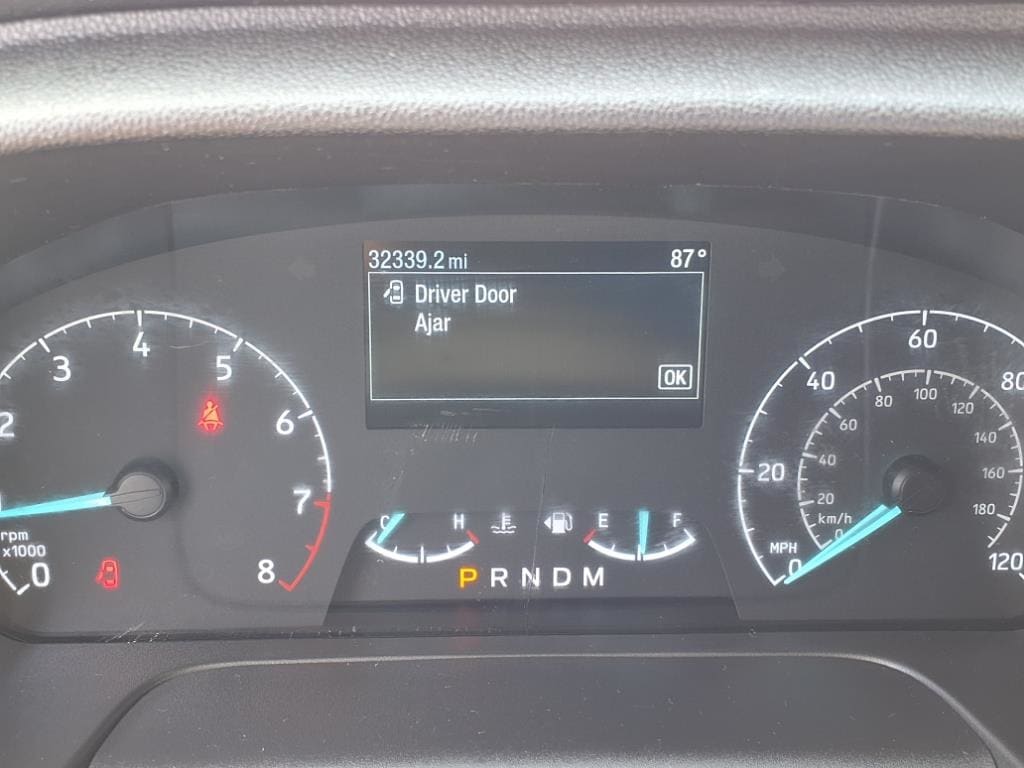 32339.2 mi 87°
Driver Door
Ajar
OK
2 3 4 5 6 7 8
rpm
x1000
0
C H E F
P R N D M
0 20 40 60 80 120
MPH
0 20 40 60 80 100 120 140 160 180
km/h